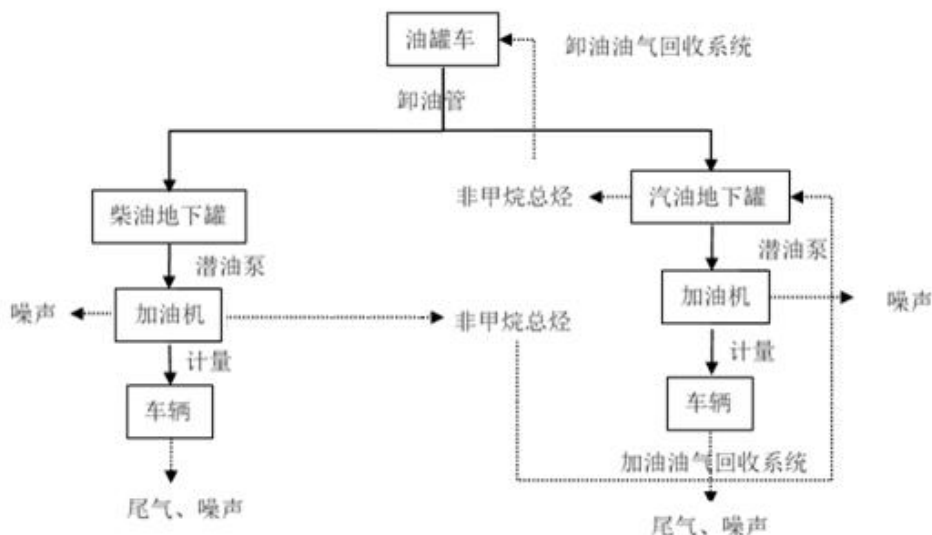 油罐车
卸油油气回收系统
卸油管
非甲烷总烃
汽油地下罐
柴油地下罐
潜油泵
潜油泵
噪声
加油机
非甲烷总烃
加油机
噪声
计量
计量
车辆
车辆
加油油气回收系统
尾气、噪声
尾气、噪声